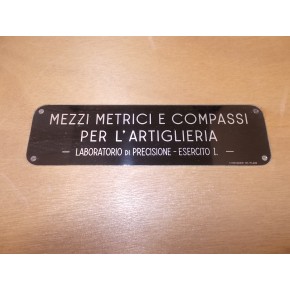 MEZZI METRICI E COMPASSI
PER L'ARTIGLIERIA
— LABORATORIO DI PRECISIONE - ESERCITO L. —